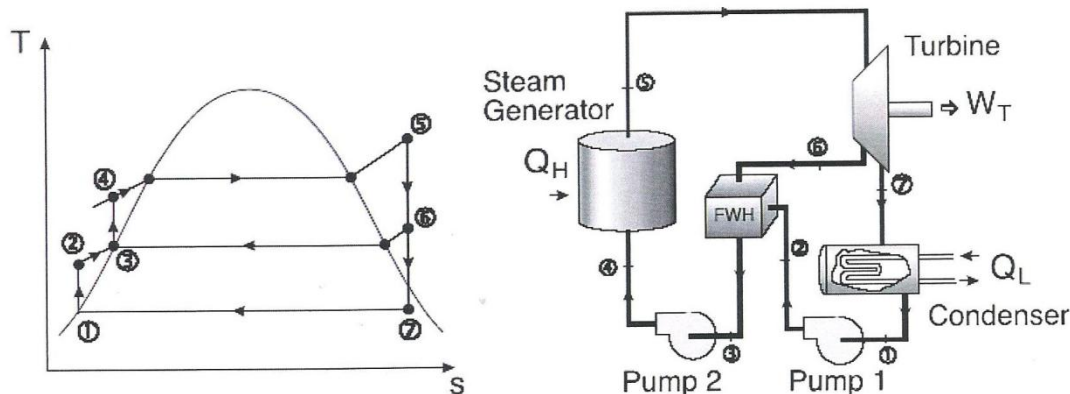 T
⑤
④
⑥
②
③
①
⑦
s
Turbine
Steam
Generator
⑤
W_T
Q_H
⑥
FWH
⑦
②
④
Q_L
Condenser
③
①
Pump 2
Pump 1